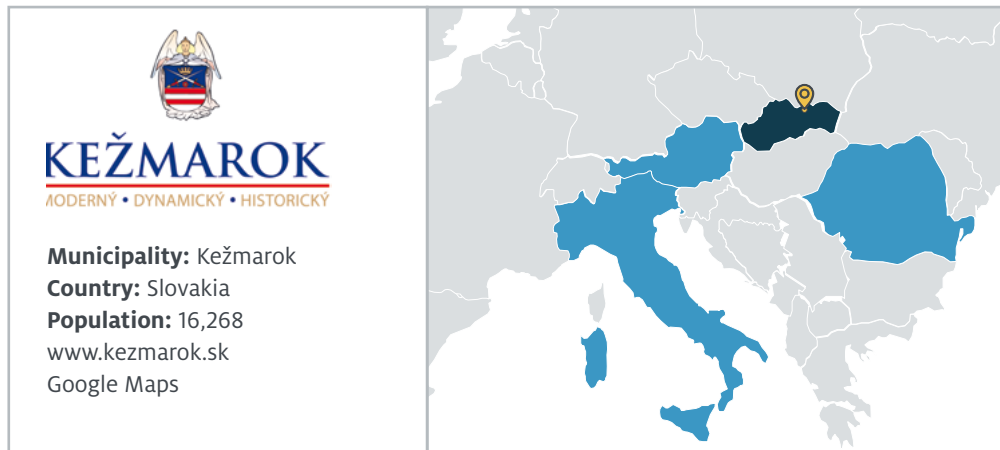 KEŽMAROK
MODERNÝ • DYNAMICKÝ • HISTORICKÝ
Municipality: Kežmarok
Country: Slovakia
Population: 16,268
www.kezmarok.sk
Google Maps